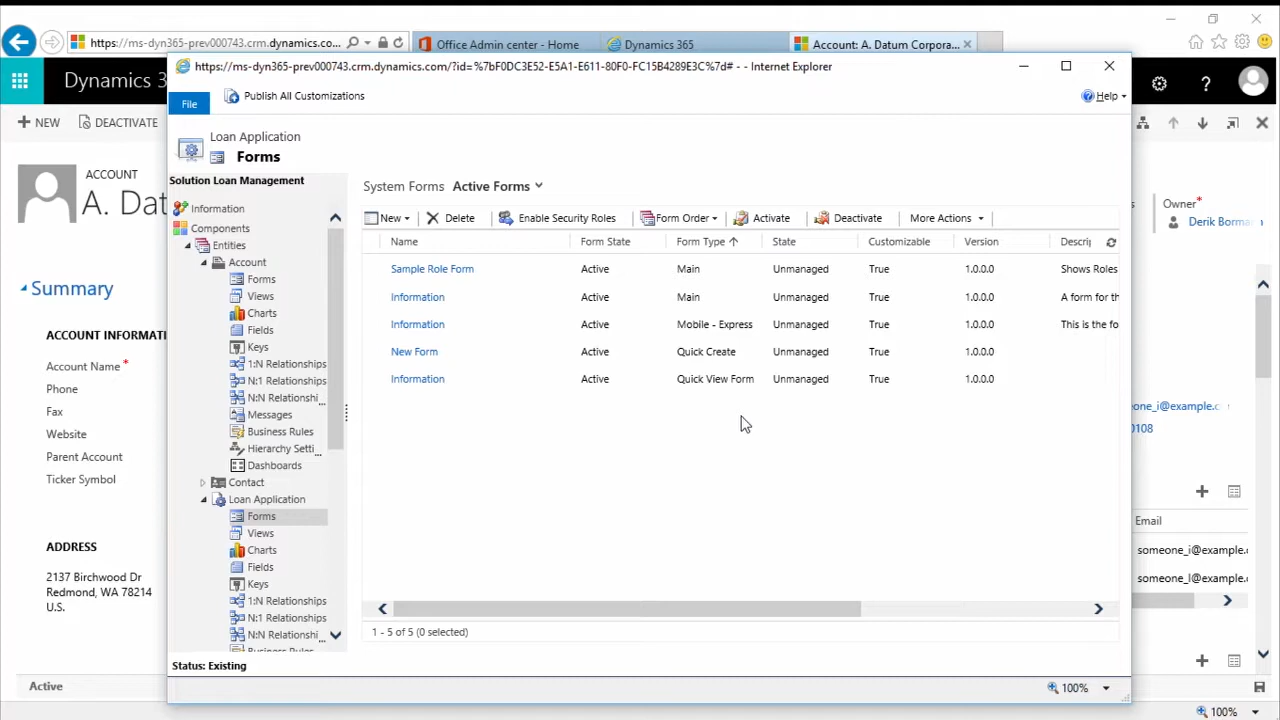 https://ms-dyn365-prev000743.crm.dynamics.co...
Office Admin center - Home
Dynamics 365
Account: A. Datum Corpora...
https://ms-dyn365-prev000743.crm.dynamics.com/?id=%7bF0DC3E52-E5A1-E611-80F0-FC15B4289E3C%7d# - - Internet Explorer
Dynamics 3
File
Publish All Customizations
Help
NEW
DEACTIVATE
Loan Application
Forms
ACCOUNT
A. Dat
Owner*
Derik Borma
Solution Loan Management
Information
Components
Entities
Account
Forms
Views
Charts
Fields
Keys
1:N Relationships
N:1 Relationships
N:N Relationshi...
Messages
Business Rules
Hierarchy Setti...
Dashboards
Contact
Loan Application
Forms
Views
Charts
Fields
Keys
1:N Relationships
N:1 Relationships
N:N Relationshi...
Business Rules
System Forms Active Forms
New Delete Enable Security Roles Form Order Activate Deactivate More Actions
Name Form State Form Type State Customizable Version Descrip
Sample Role Form Active Main Unmanaged True 1.0.0.0 Shows Roles
Information Active Main Unmanaged True 1.0.0.0 A form for th
Information Active Mobile - Express Unmanaged True 1.0.0.0 This is the fo
New Form Active Quick Create Unmanaged True 1.0.0.0
Information Active Quick View Form Unmanaged True 1.0.0.0
1 - 5 of 5 (0 selected)
Status: Existing
100%
Summary
ACCOUNT INFORMATI
Account Name*
Phone
Fax
Website
Parent Account
Ticker Symbol
ADDRESS
2137 Birchwood Dr
Redmond, WA 78214
U.S.
Active
one_i@example.c
0108
Email
someone_i@example.c
someone_l@example.c
100%